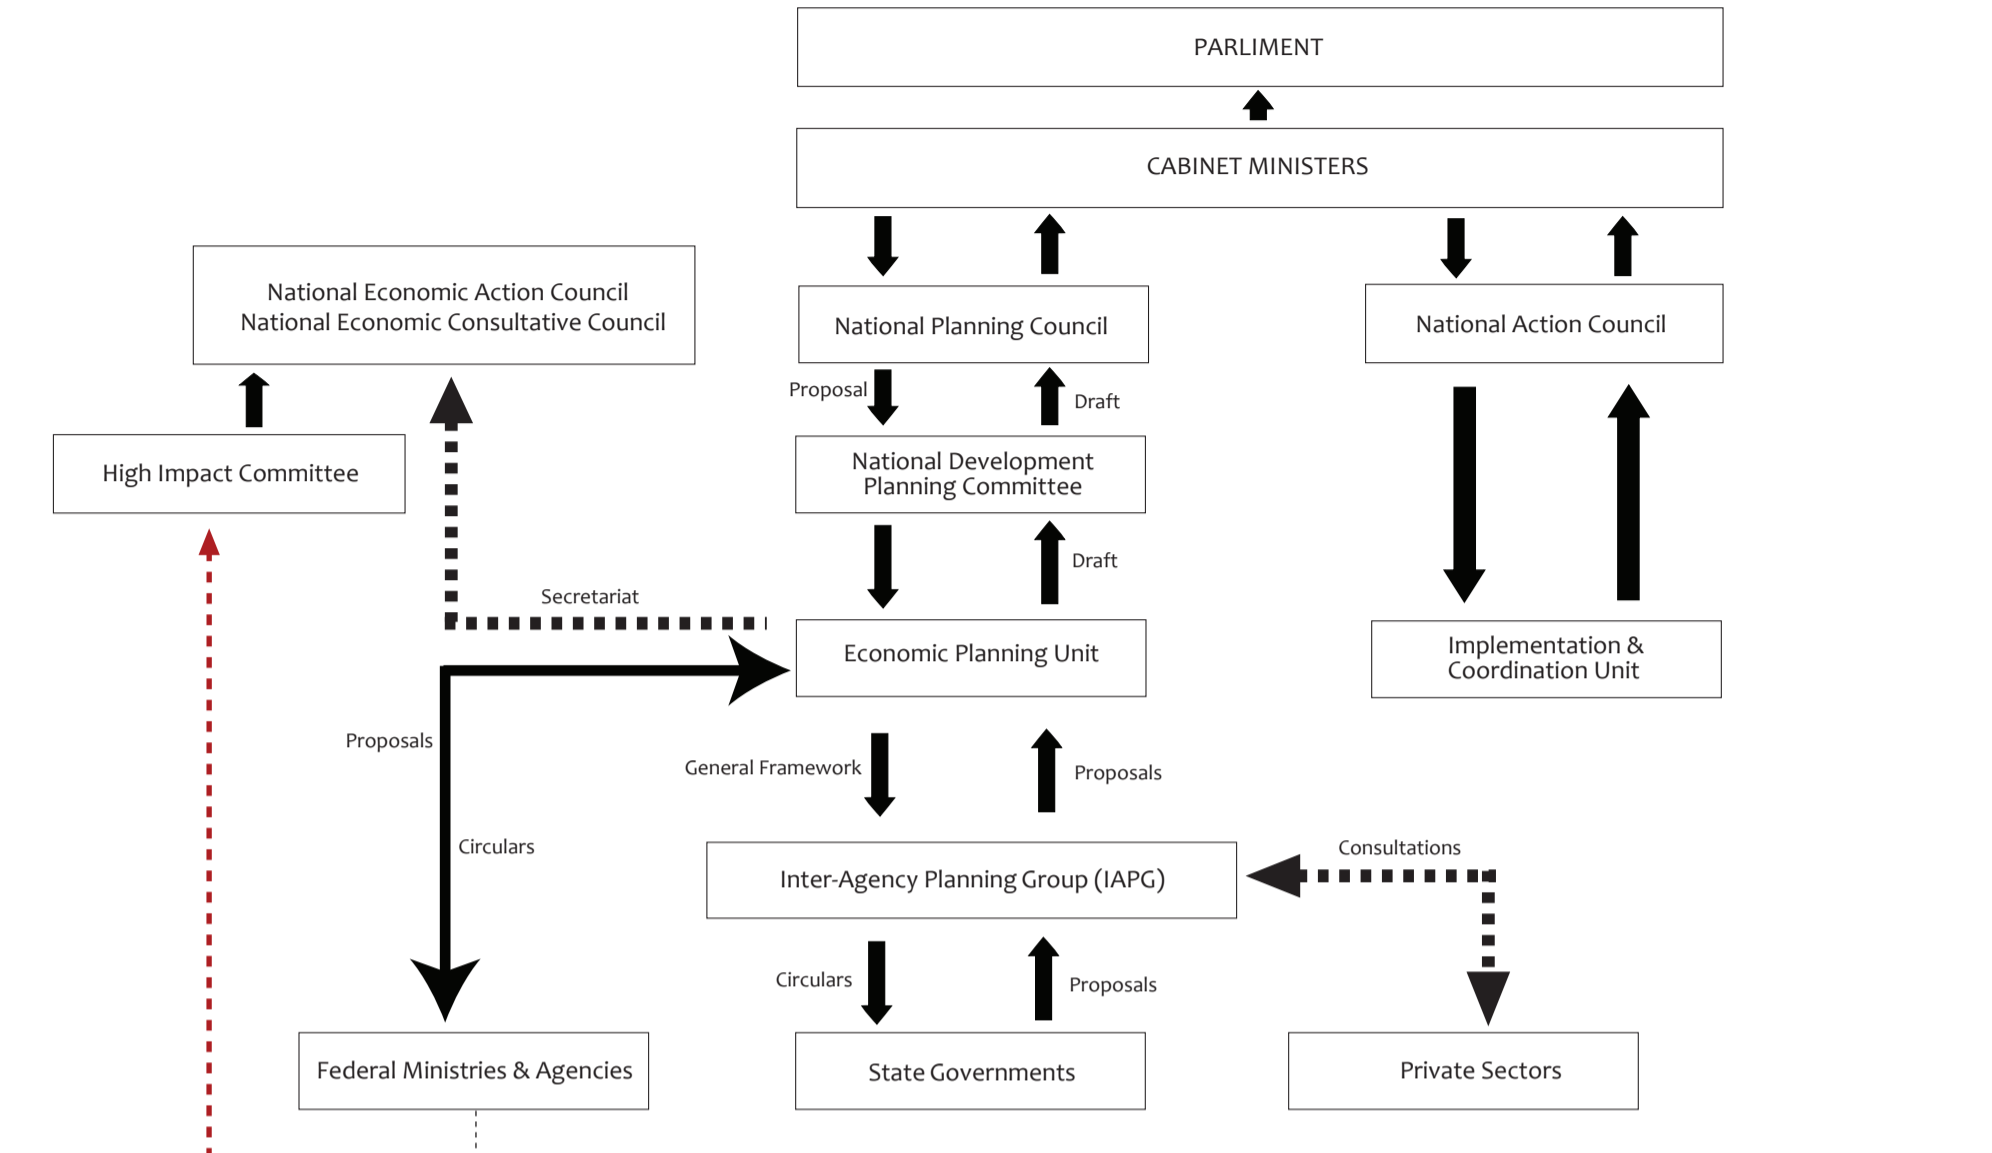 PARLIMENT
CABINET MINISTERS
National Economic Action Council
National Economic Consultative Council
National Planning Council
National Action Council
Proposal
Draft
High Impact Committee
National Development
Planning Committee
Draft
Secretariat
Economic Planning Unit
Implementation &
Coordination Unit
Proposals
General Framework
Proposals
Circulars
Consultations
Inter-Agency Planning Group (IAPG)
Circulars
Proposals
Federal Ministries & Agencies
State Governments
Private Sectors